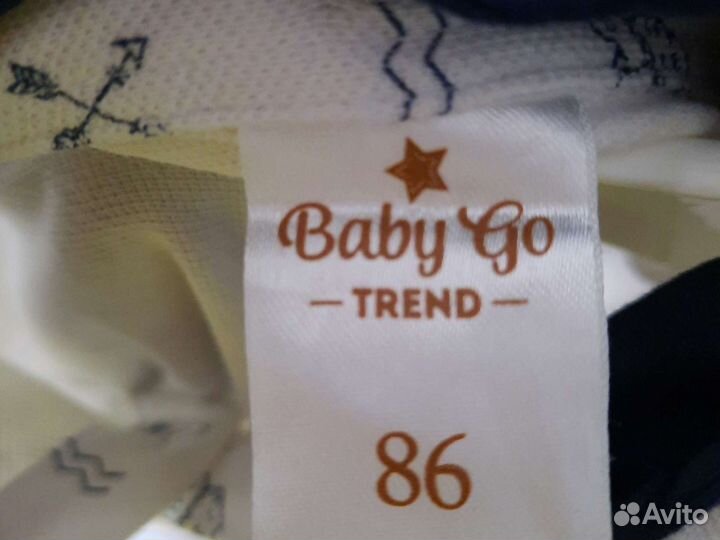 Baby Go
— TREND —
86
Avito